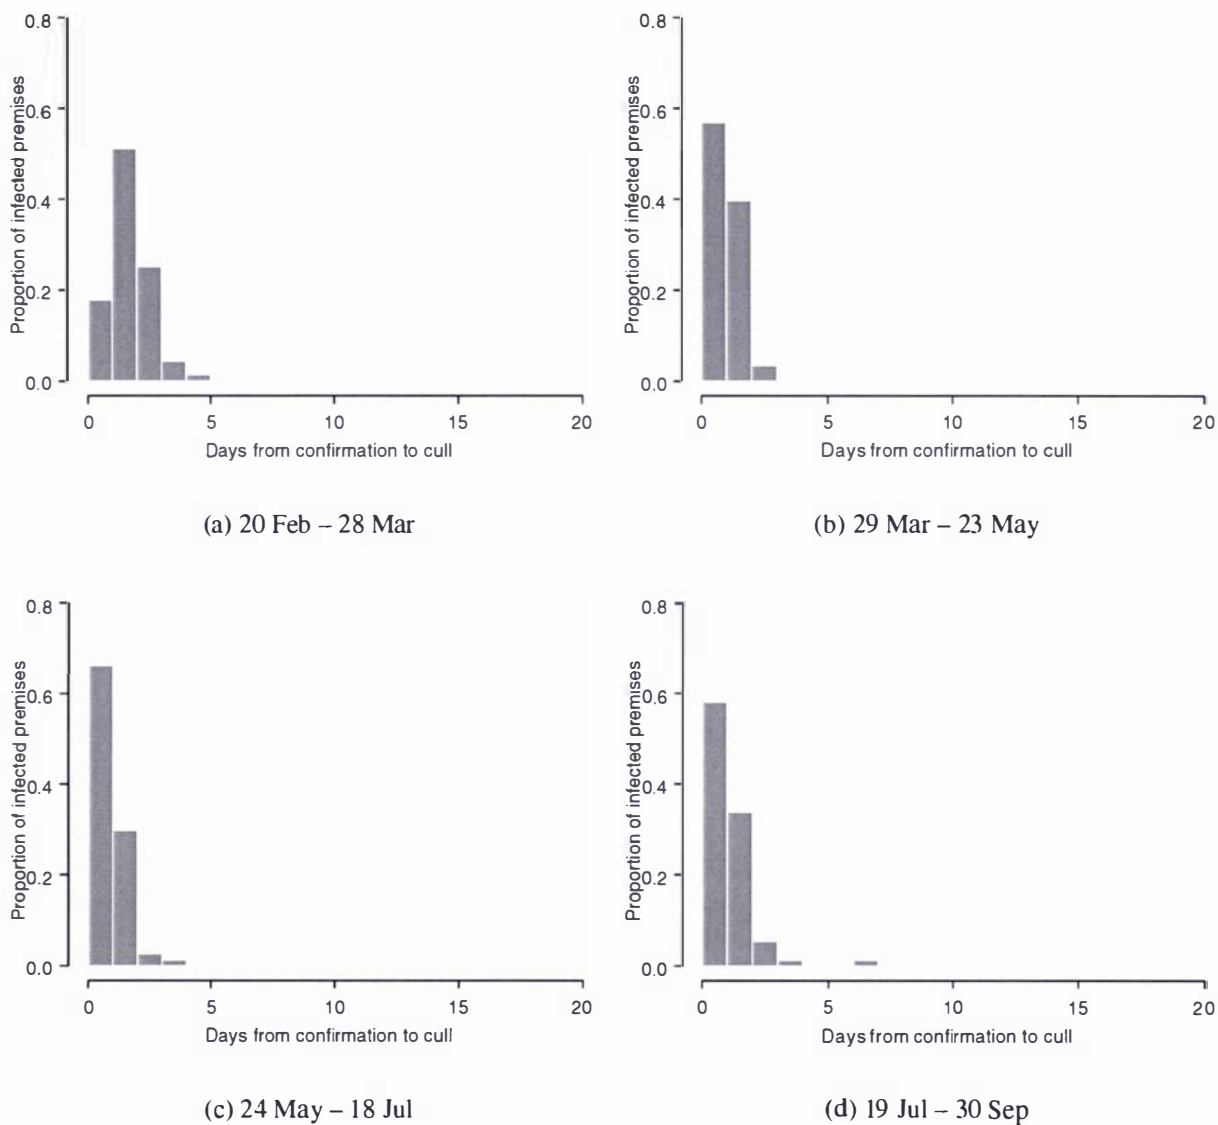 Proportion of infected premises
0.8
0.6
0.4
0.2
0.0
0 5 10 15 20
Days from confirmation to cull
(a) 20 Feb – 28 Mar
Proportion of infected premises
0.8
0.6
0.4
0.2
0.0
0 5 10 15 20
Days from confirmation to cull
(b) 29 Mar – 23 May
Proportion of infected premises
0.8
0.6
0.4
0.2
0.0
0 5 10 15 20
Days from confirmation to cull
(c) 24 May – 18 Jul
Proportion of infected premises
0.8
0.6
0.4
0.2
0.0
0 5 10 15 20
Days from confirmation to cull
(d) 19 Jul – 30 Sep